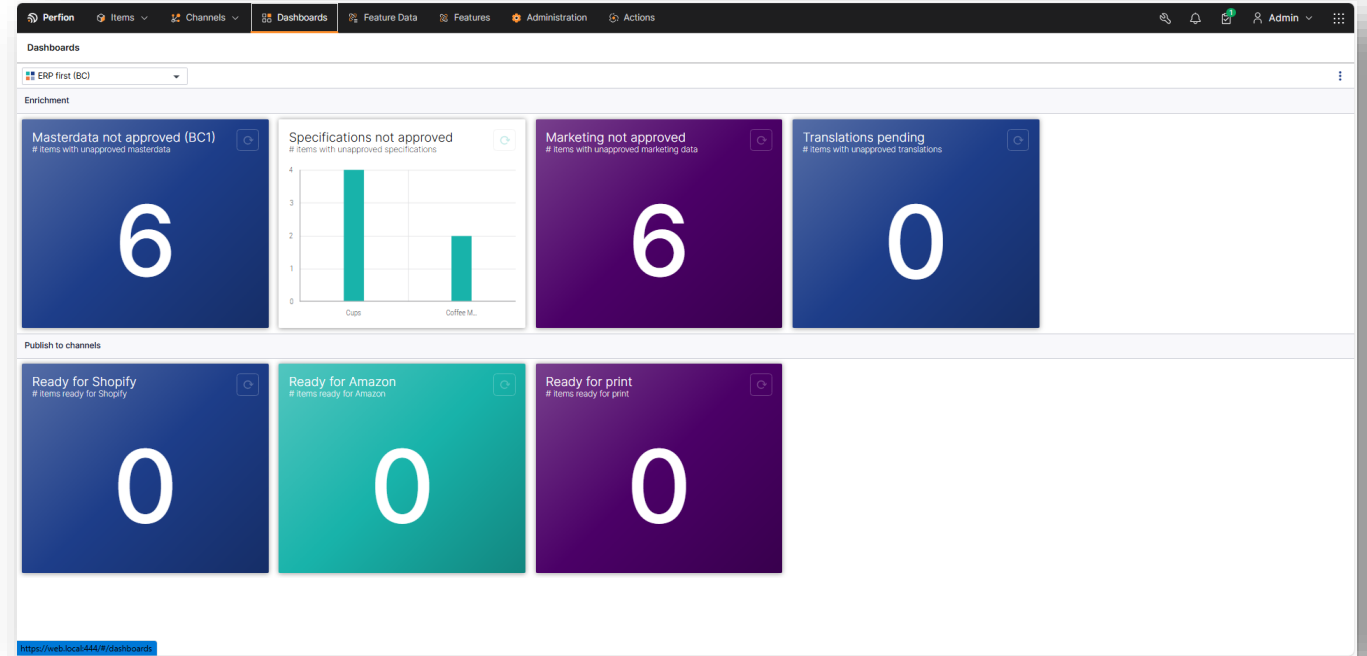 Perfion Items Channels Dashboards Feature Data Features Administration Actions 1 Admin
Dashboards
ERP first (BC)
Enrichment
Masterdata not approved (BC1)
# items with unapproved masterdata
6
Specifications not approved
# items with unapproved specifications
4
3
2
1
0
Cups Coffee M...
Marketing not approved
# items with unapproved marketing data
6
Translations pending
# items with unapproved translations
0
Publish to channels
Ready for Shopify
# items ready for Shopify
0
Ready for Amazon
# items ready for Amazon
0
Ready for print
# items ready for print
0
https://web.local:444/#/dashboards